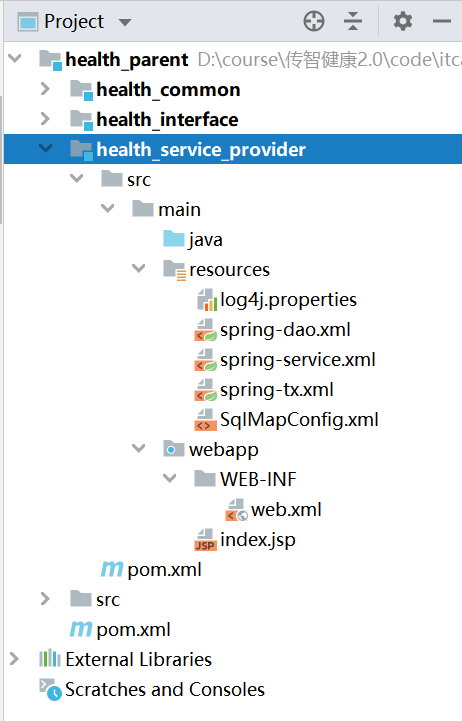 Project
health_parent D:\course\传智健康2.0\code\itca
health_common
health_interface
health_service_provider
src
main
java
resources
log4j.properties
spring-dao.xml
spring-service.xml
spring-tx.xml
SqlMapConfig.xml
webapp
WEB-INF
web.xml
JSP index.jsp
m pom.xml
src
m pom.xml
External Libraries
Scratches and Consoles